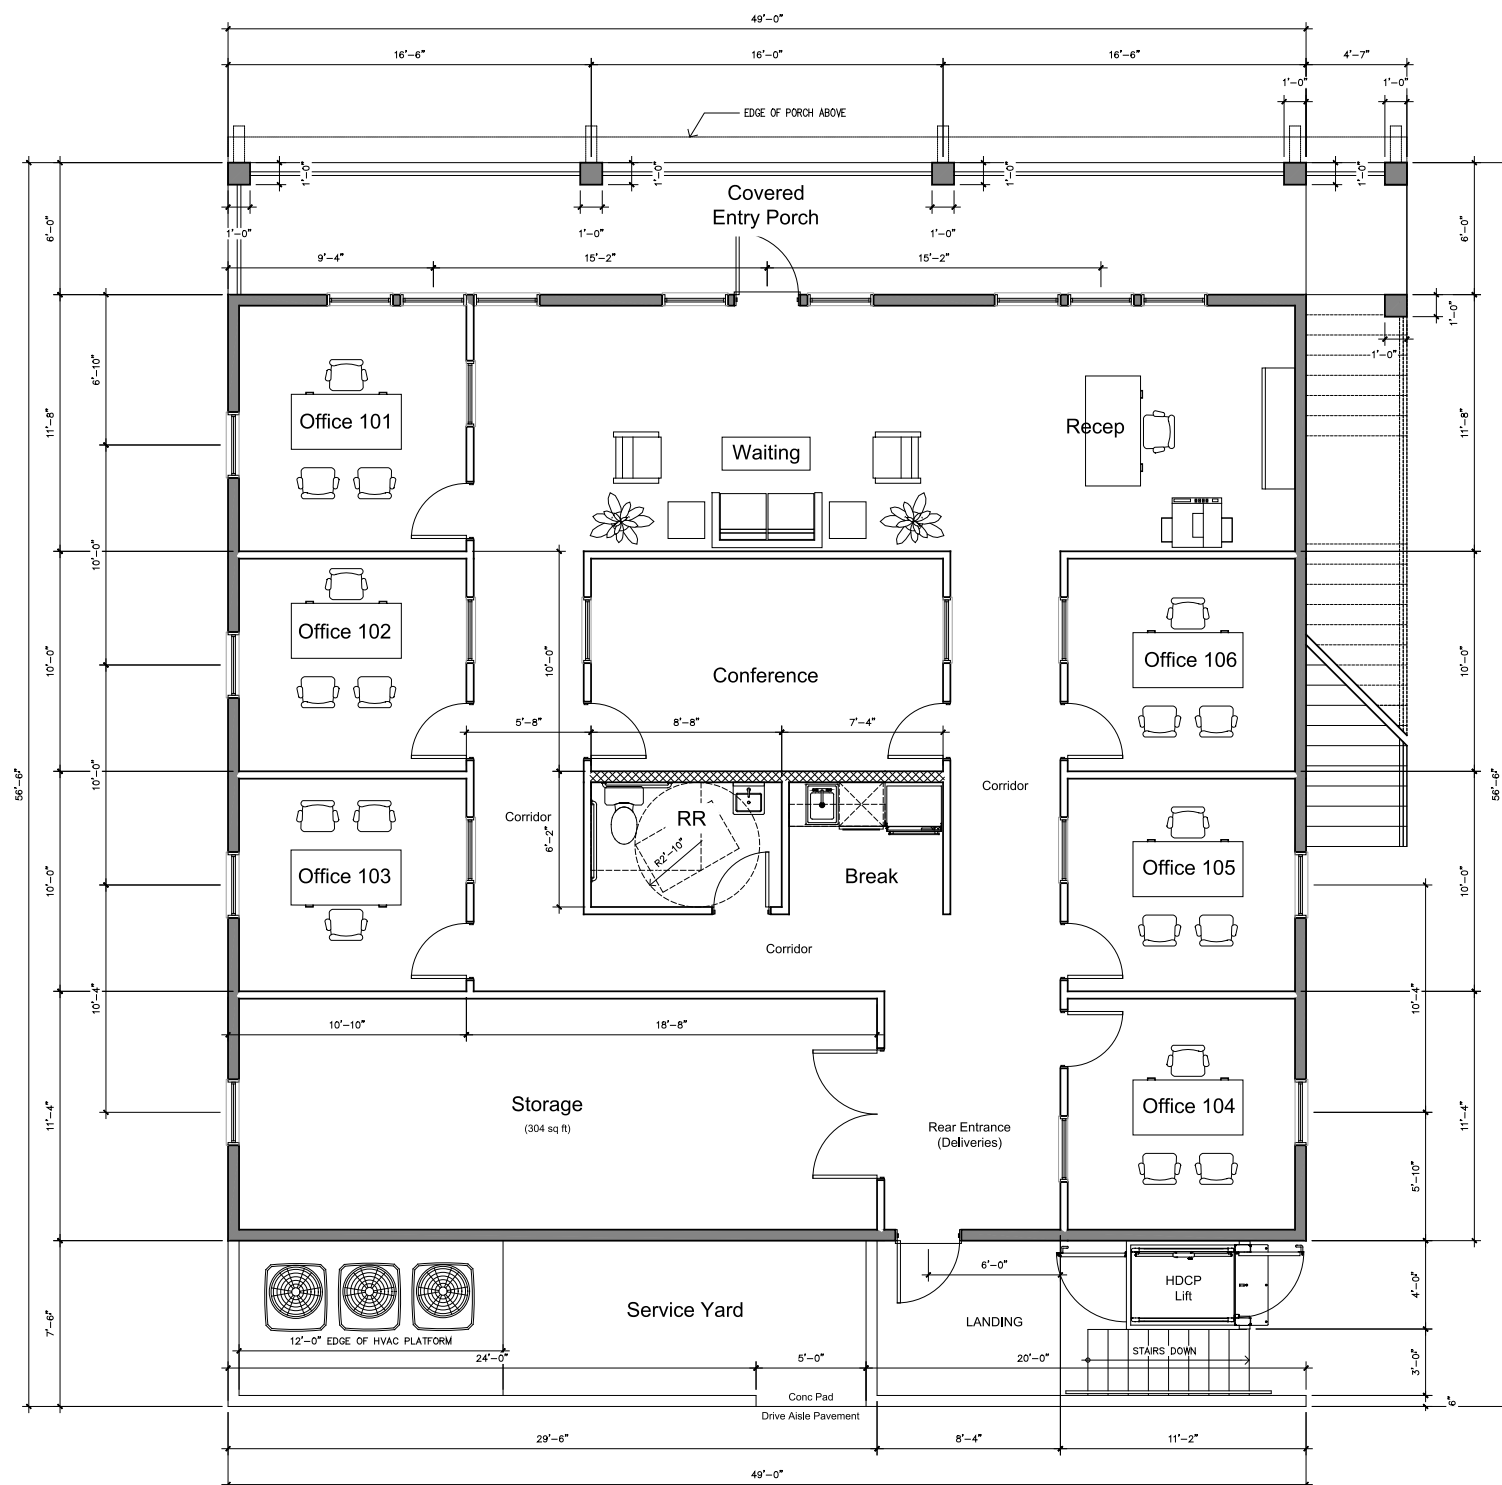 49'-0"
16'-6"
16'-0"
16'-6"
4'-7"
1'-0"
1'-0"
EDGE OF PORCH ABOVE
1'-0"
1'-0"
1'-0"
1'-0"
Covered
Entry Porch
6'-0"
6'-0"
1'-0"
1'-0"
1'-0"
9'-4"
15'-2"
15'-2"
1'-0"
1'-0"
6'-10"
11'-8"
11'-8"
Office 101
Waiting
Recep
10'-0"
Office 102
10'-0"
10'-0"
Conference
Office 106
10'-0"
5'-8"
8'-8"
7'-4"
56'-6"
10'-0"
56'-6"
Corridor
Corridor
6'-2"
RR
R2'-10"
Break
Office 103
10'-0"
Office 105
10'-0"
Corridor
10'-4"
10'-4"
10'-10"
18'-8"
Storage
(304 sq ft)
11'-4"
Rear Entrance
(Deliveries)
Office 104
11'-4"
5'-10"
6'-0"
HDCP
Lift
4'-0"
7'-6"
Service Yard
LANDING
12'-0" EDGE OF HVAC PLATFORM
24'-0"
5'-0"
20'-0"
STAIRS DOWN
3'-0"
Conc Pad
6"
Drive Aisle Pavement
29'-6"
8'-4"
11'-2"
49'-0"